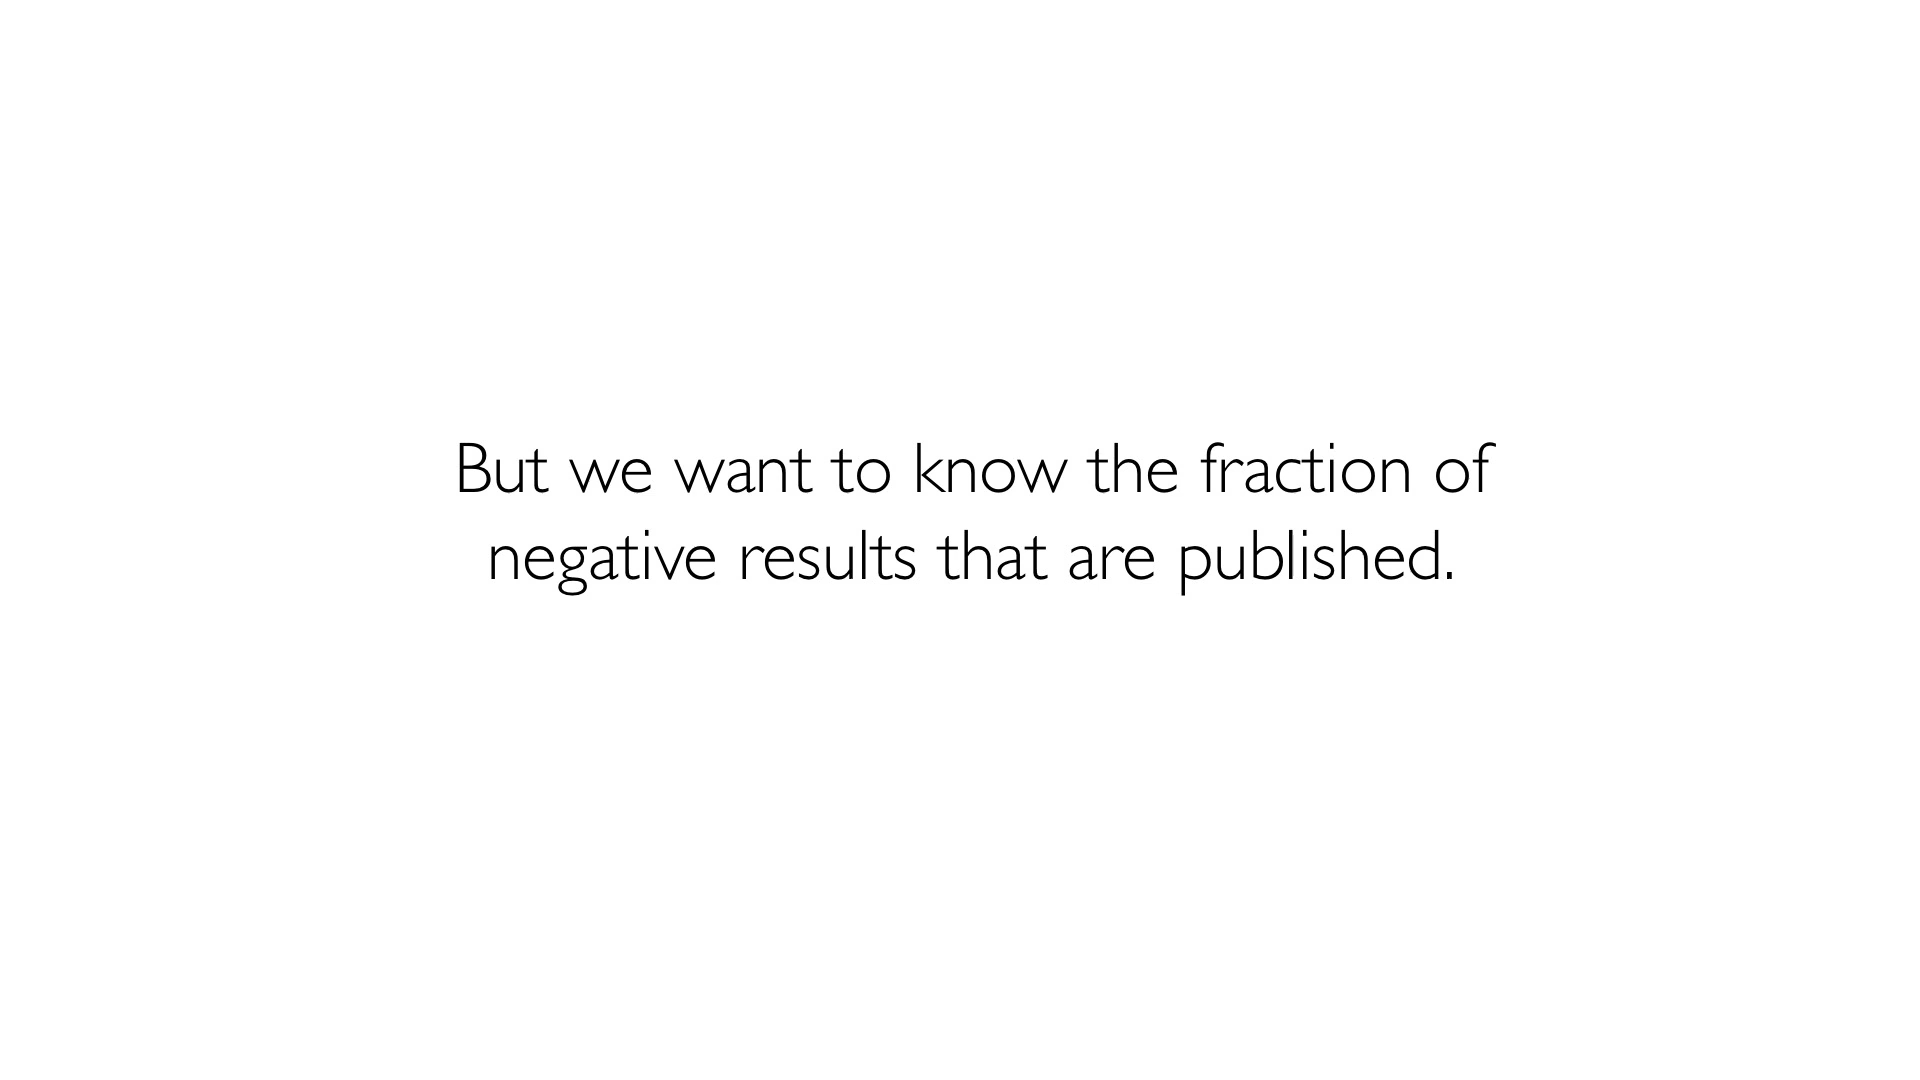 But we want to know the fraction of
negative results that are published.